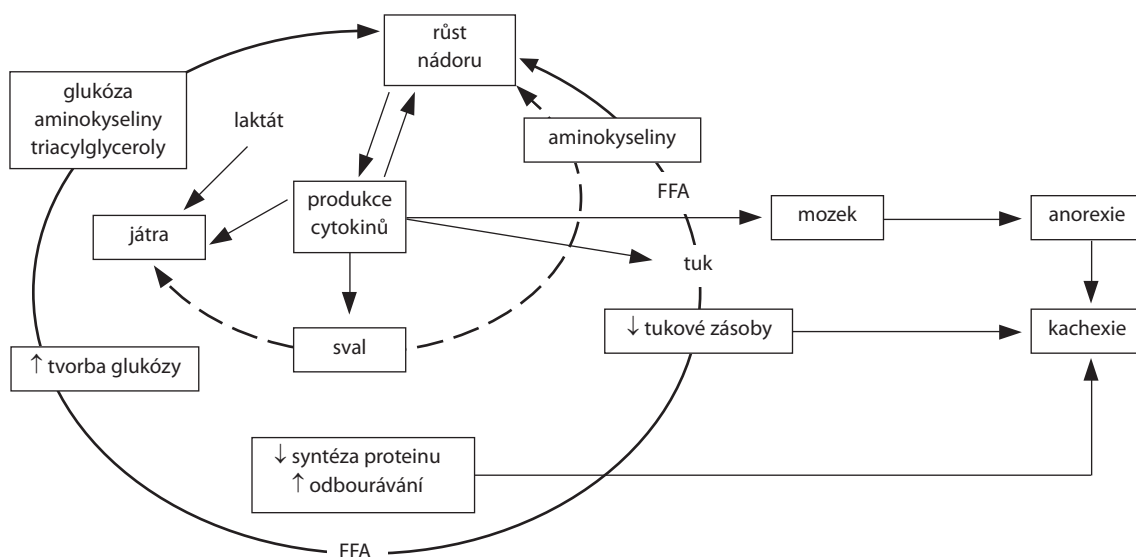 růst
nádoru
glukóza
aminokyseliny
triacylglyceroly
laktát
aminokyseliny
FFA
produkce
cytokinů
mozek
anorexie
játra
tuk
sval
↓ tukové zásoby
kachexie
↑ tvorba glukózy
↓ syntéza proteinu
↑ odbourávání
FFA